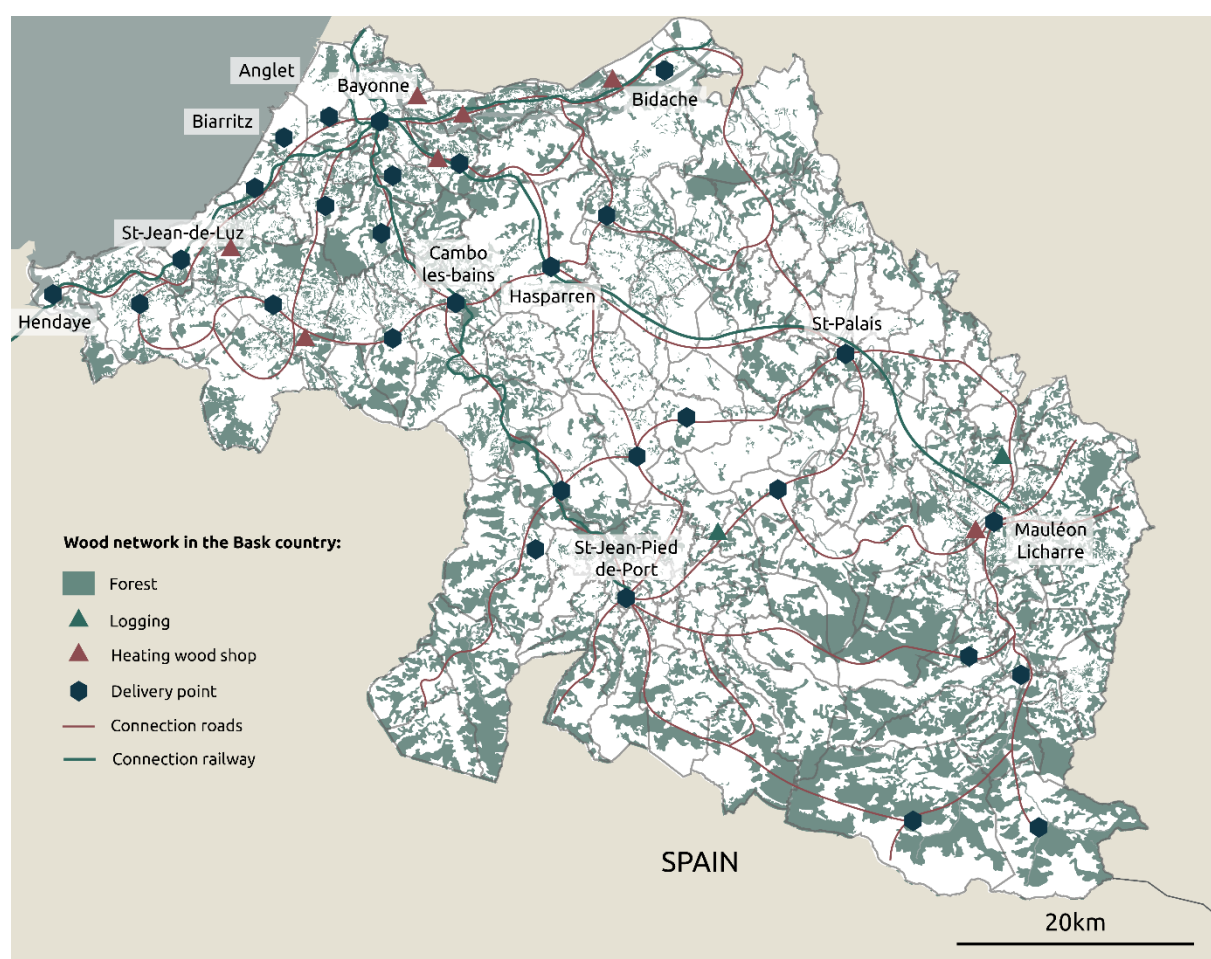 Anglet
Bayonne
Bidache
Biarritz
St-Jean-de-Luz
Cambo
les-bains
Hasparren
Hendaye
St-Palais
Mauléon
Licharre
St-Jean-Pied
de-Port
Wood network in the Bask country:
Forest
Logging
Heating wood shop
Delivery point
Connection roads
Connection railway
SPAIN
20km